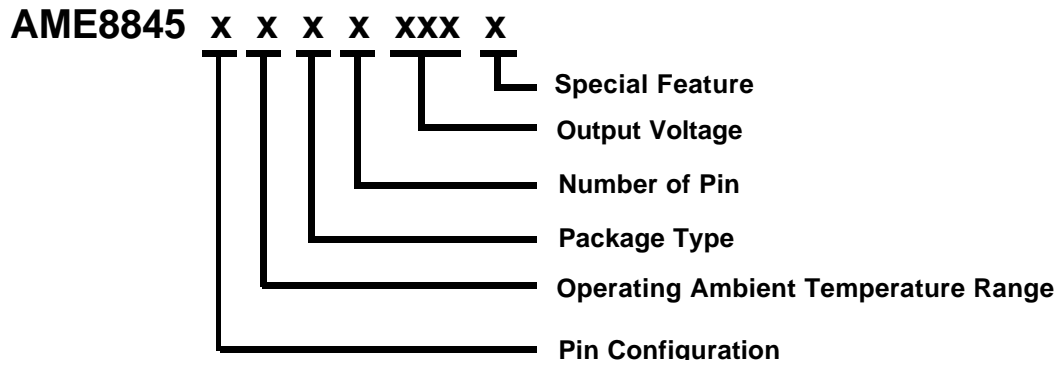 AME8845 x x x x xxx x
Special Feature
Output Voltage
Number of Pin
Package Type
Operating Ambient Temperature Range
Pin Configuration